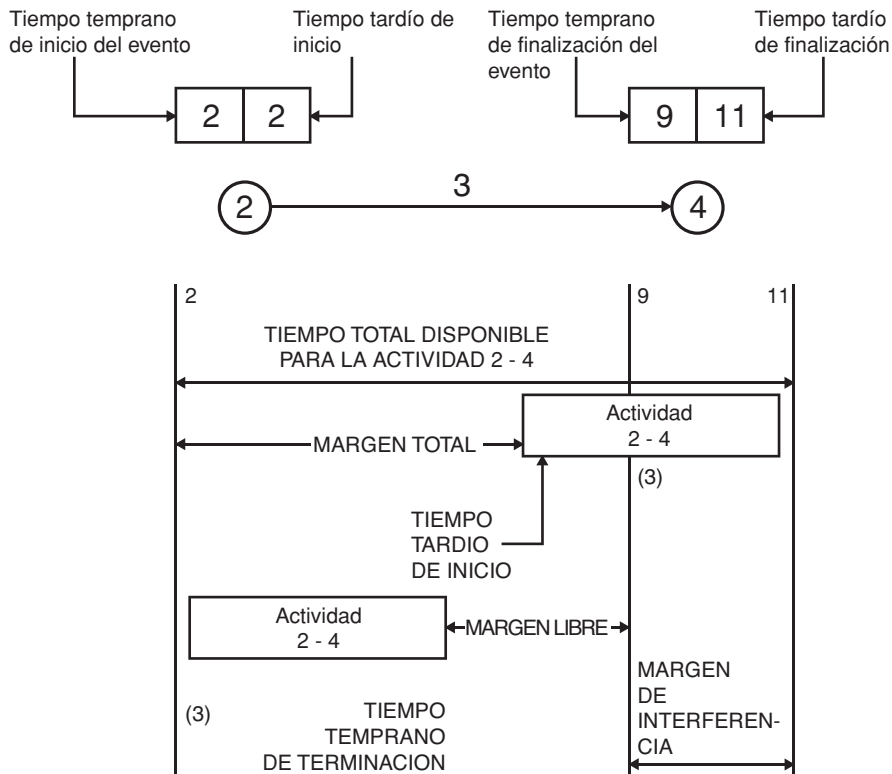 Tiempo temprano
de inicio del evento
Tiempo tardío de
inicio
Tiempo temprano
de finalización del
evento
Tiempo tardío
de finalización
2 2
9 11
2
3
4
2
9
11
TIEMPO TOTAL DISPONIBLE
PARA LA ACTIVIDAD 2 - 4
Actividad
2 - 4
MARGEN TOTAL
(3)
TIEMPO
TARDIO
DE INICIO
Actividad
2 - 4
MARGEN LIBRE
(3)
TIEMPO
TEMPRANO
DE TERMINACION
MARGEN
DE
INTERFEREN-
CIA